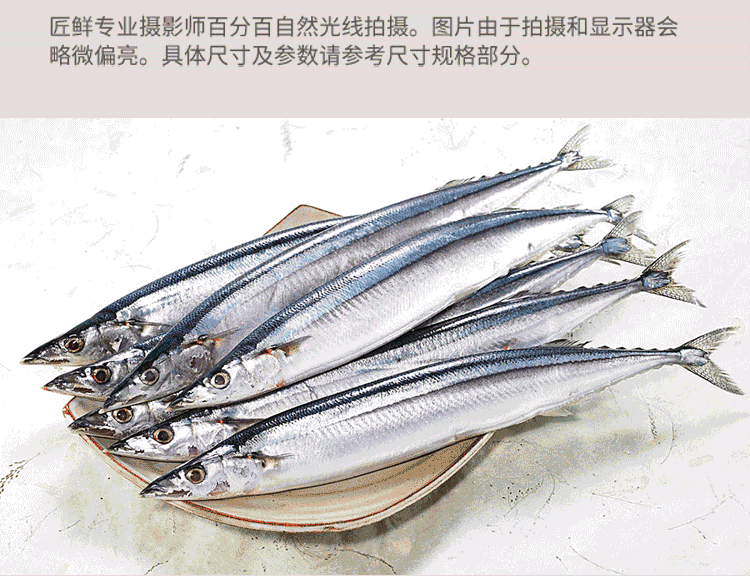 匠鲜专业摄影师百分百自然光线拍摄。图片由于拍摄和显示器会
略微偏亮。具体尺寸及参数请参考尺寸规格部分。